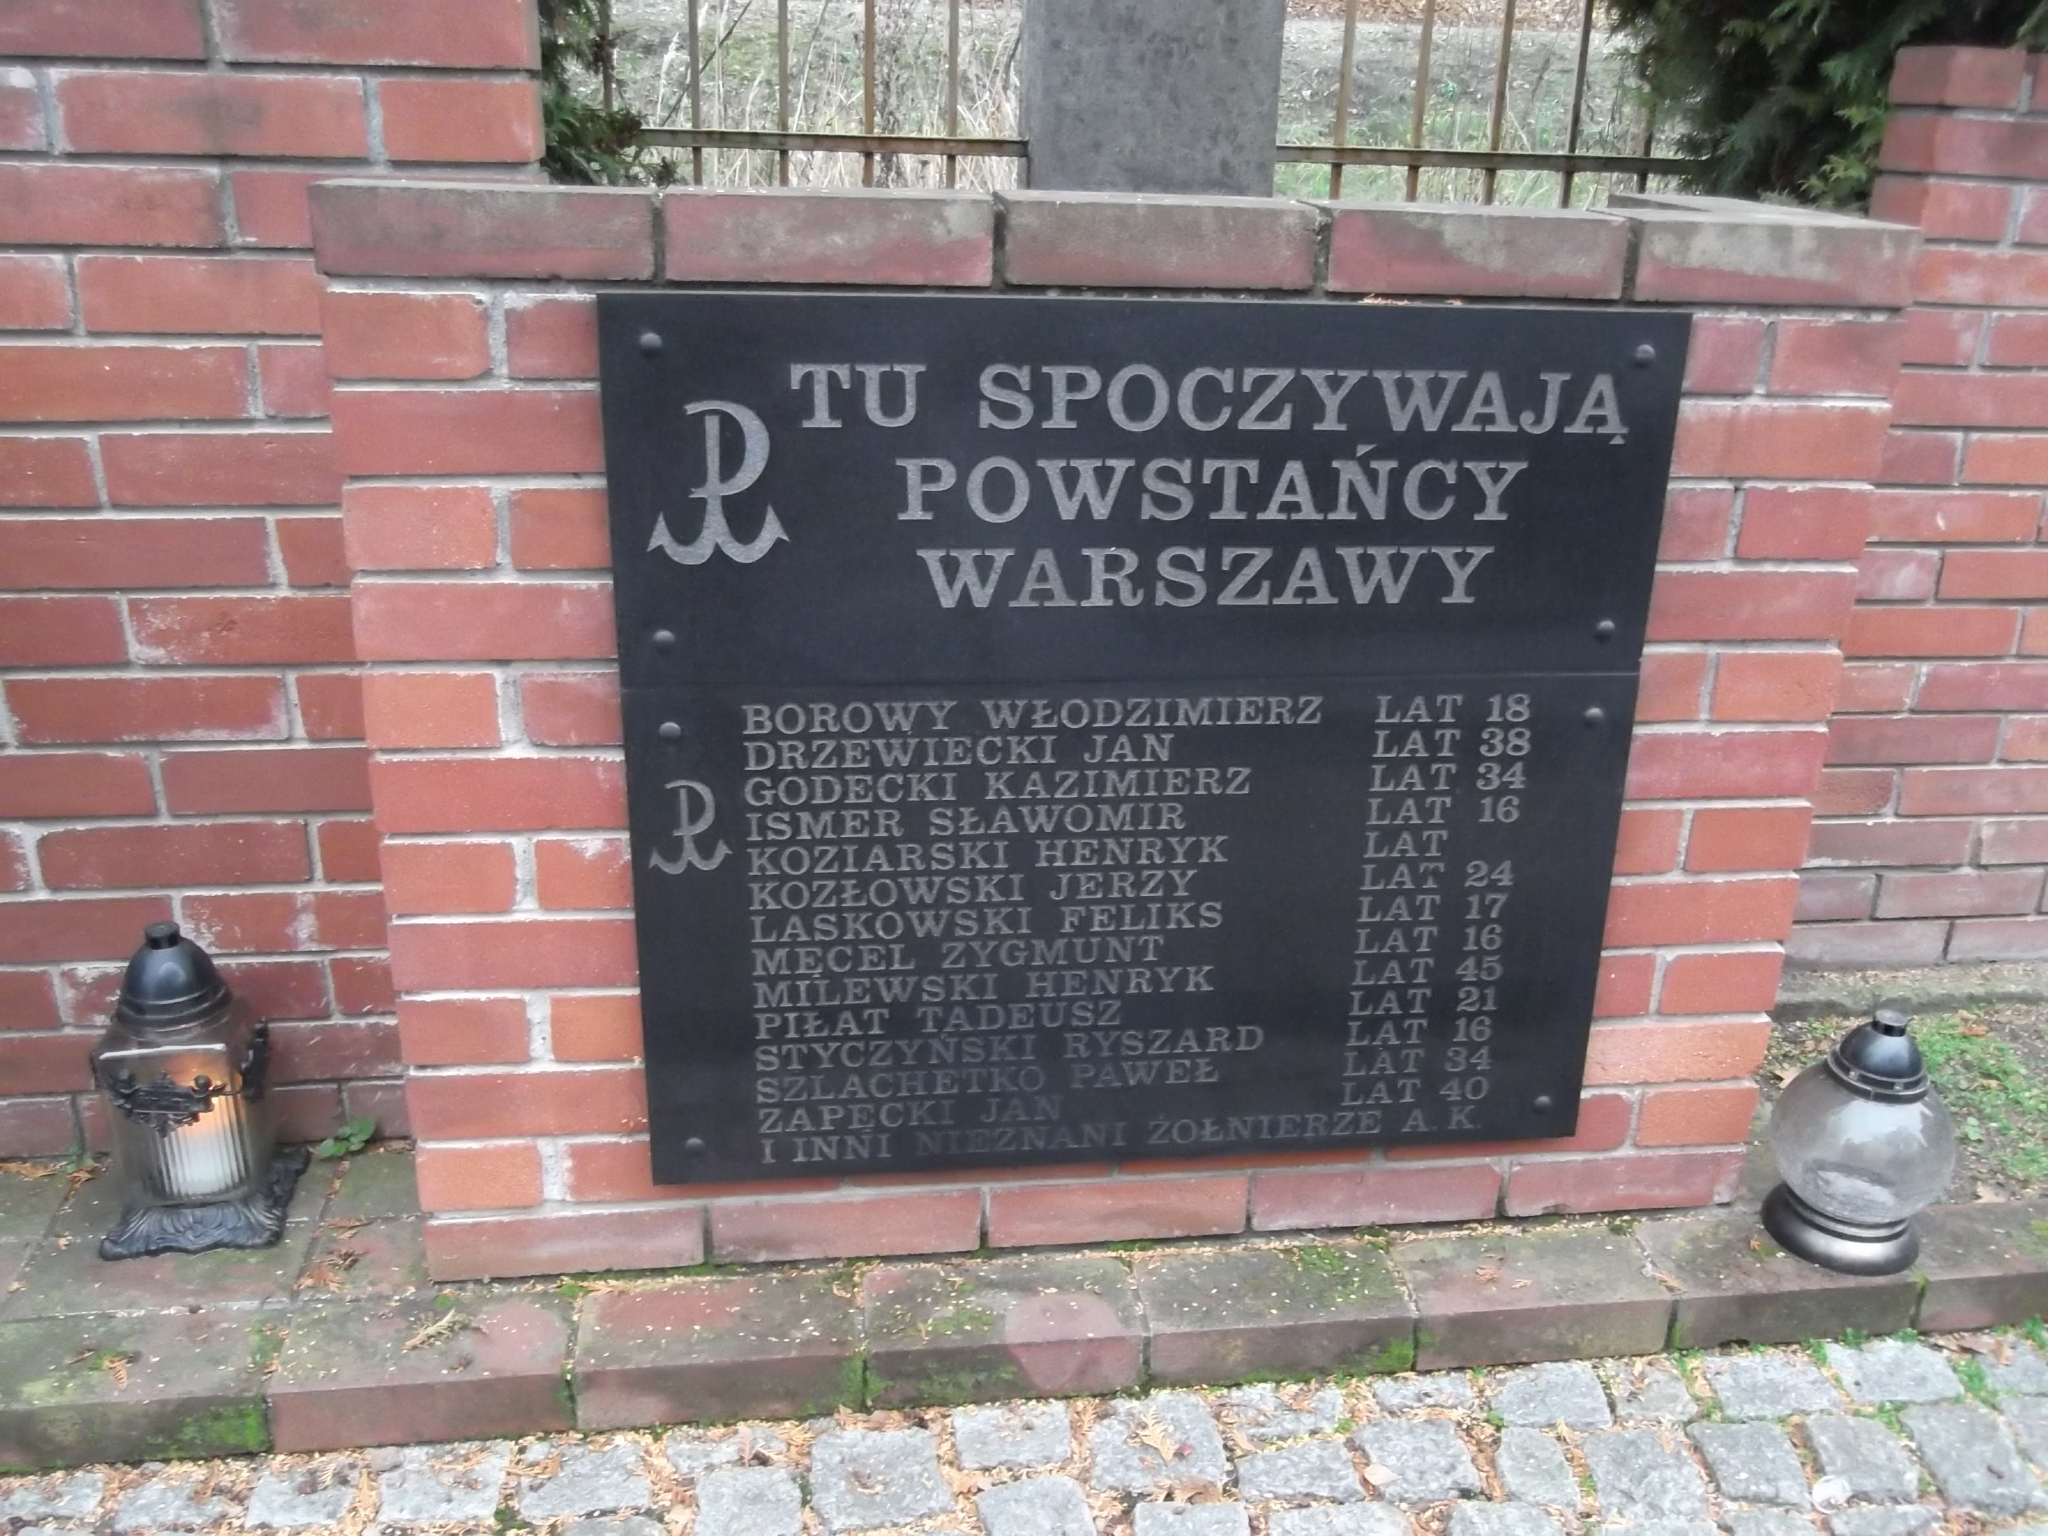 TU SPOCZYWAJĄ
POWSTAŃCY
WARSZAWY
BOROWY WŁODZIMIERZ LAT 18
DRZEWIECKI JAN LAT 38
GODECKI KAZIMIERZ LAT 34
ISMER SŁAWOMIR LAT 16
KOZIARSKI HENRYK LAT
KOZŁOWSKI JERZY LAT 24
LASKOWSKI FELIKS LAT 17
MĘCEL ZYGMUNT LAT 16
MILEWSKI HENRYK LAT 45
PIŁAT TADEUSZ LAT 21
STYCZYŃSKI RYSZARD LAT 16
SZLACHETKO PAWEŁ LAT 34
ZAPECKI JAN LAT 40
I INNI NIEZNANI ŻOŁNIERZE A. K.